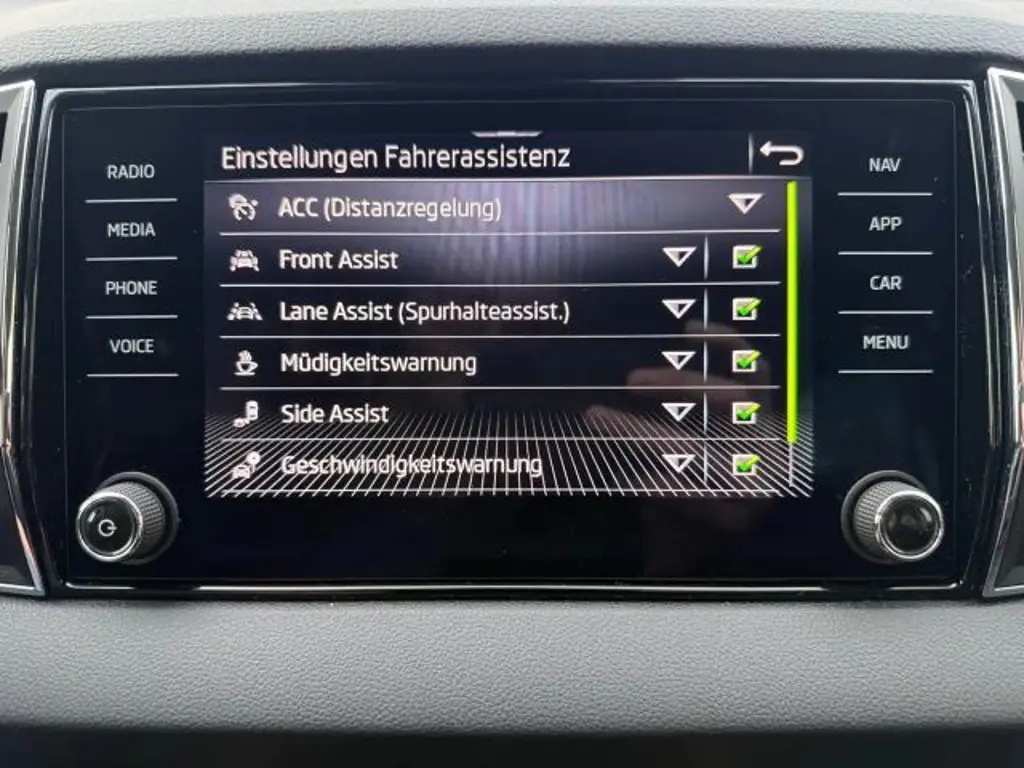 RADIO
MEDIA
PHONE
VOICE
Einstellungen Fahrerassistenz
ACC (Distanzregelung)
Front Assist
Lane Assist (Spurhalteassist.)
Müdigkeitswarnung
Side Assist
Geschwindigkeitswarnung
NAV
APP
CAR
MENU